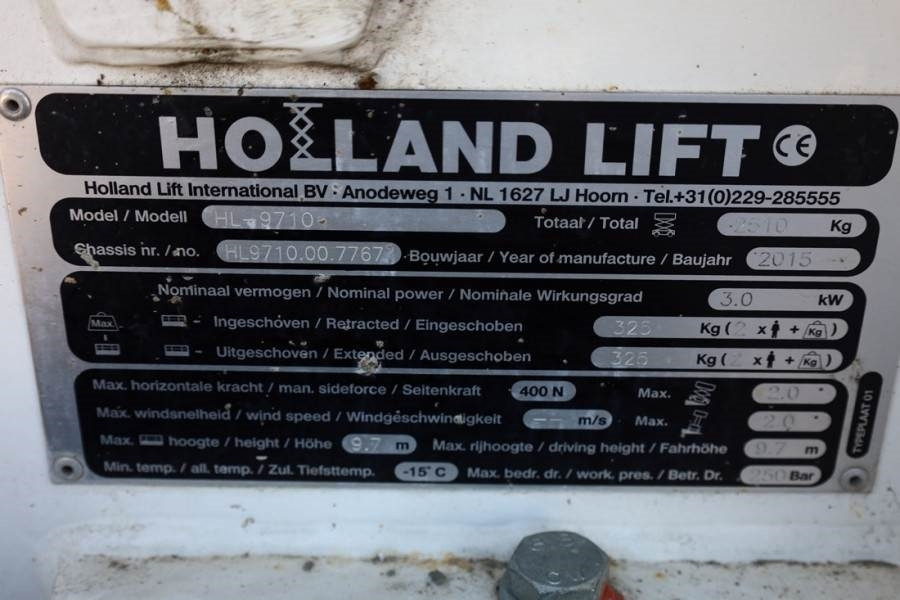 HOLLAND LIFT CE
Holland Lift International BV · Anodeweg 1 · NL 1627 LJ Hoorn · Tel.+31(0)229-285555
Model / Modell HL-9710 Totaal / Total 2510 Kg
Chassis nr. / no. HL9710.00.7767 Bouwjaar / Year of manufacture / Baujahr 2015
Nominaal vermogen / Nominal power / Nominale Wirkungsgrad 3.0 kW
Max. - Ingeschoven / Retracted / Eingeschoben 325 Kg ( 2 x + Kg )
- Uitgeschoven / Extended / Ausgeschoben 325 Kg ( 2 x + Kg )
Max. horizontale kracht / man. sideforce / Seitenkraft 400 N Max. 2.0 °
Max. windsnelheid / wind speed / Windgeschwindigkeit -- m/s Max. 2.0 °
Max. hoogte / height / Höhe 9.7 m Max. rijhoogte / driving height / Fahrhöhe 9.7 m
Min. temp. / all. temp. / Zul. Tiefsttemp. -15°C Max. bedr. dr. / work. pres. / Betr. Dr. 250 Bar
TYPEPLAAT 01